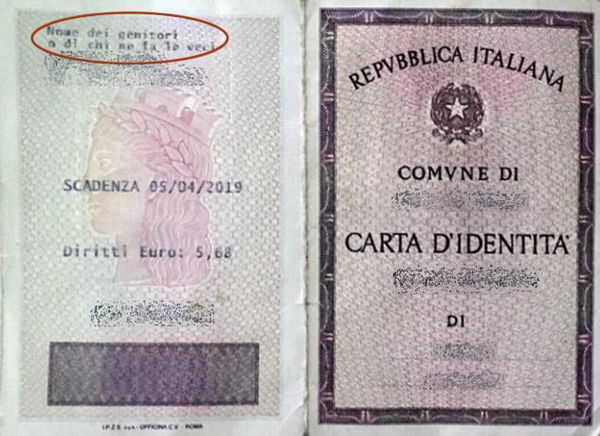 Nome dei genitori
o di chi ne fa le veci
SCADENZA 05/04/2019
Diritti Euro: 5,68
I.P.Z.S. S.p.A. - OFFICINA C.V. - ROMA
REPVBBLICA ITALIANA
COMVNE DI
CARTA D'IDENTITA'
DI